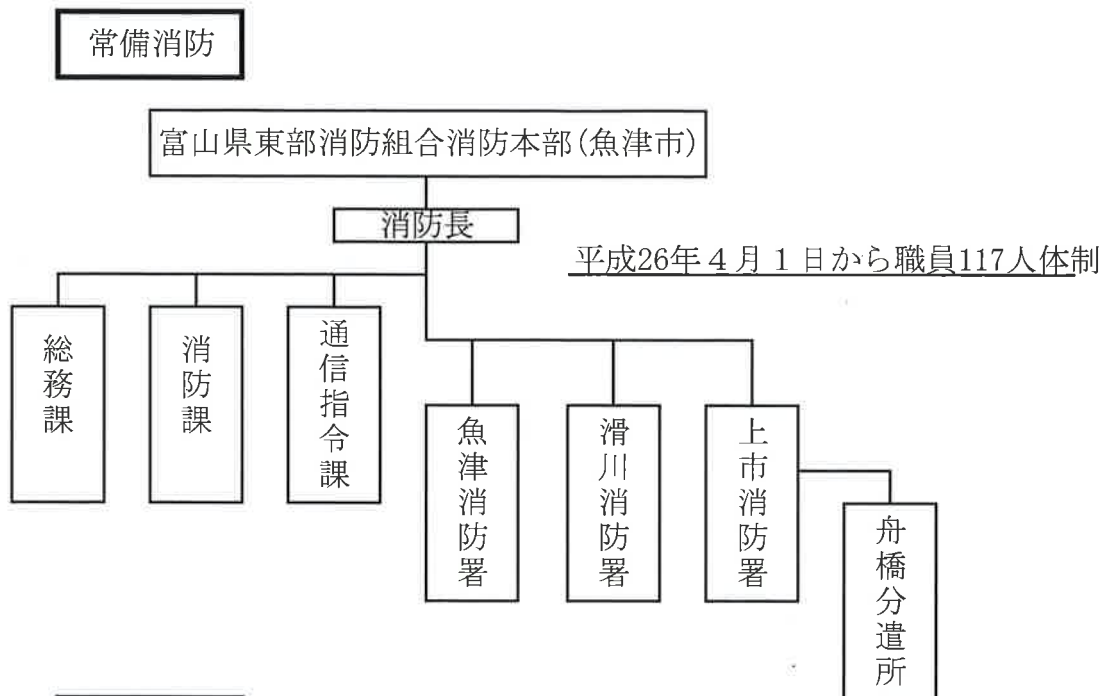 常備消防
富山県東部消防組合消防本部(魚津市)
消防長
平成26年４月１日から職員117人体制
総務課
消防課
通信指令課
魚津消防署
滑川消防署
上市消防署
舟橋分遣所